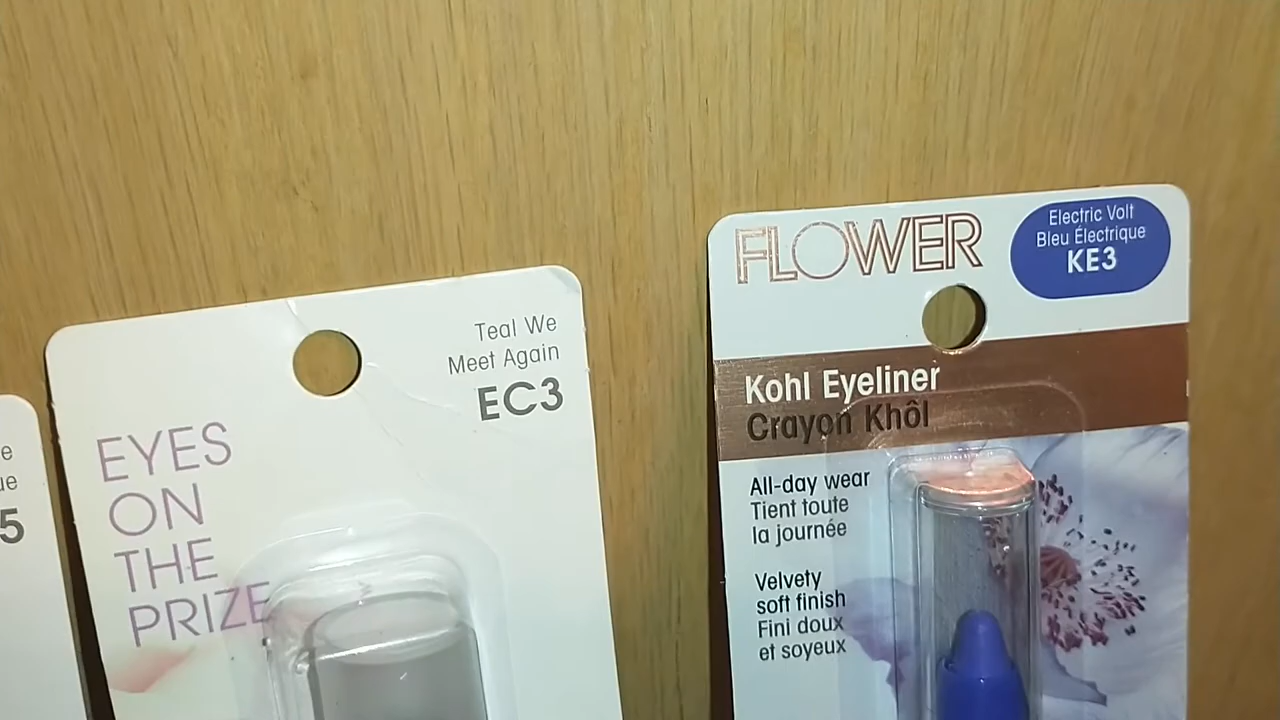 5
Teal We
Meet Again
EC3
EYES
ON
THE
PRIZE
FLOWER
Electric Volt
Bleu Électrique
KE3
Kohl Eyeliner
Crayon Khôl
All-day wear
Tient toute
la journée
Velvety
soft finish
Fini doux
et soyeux